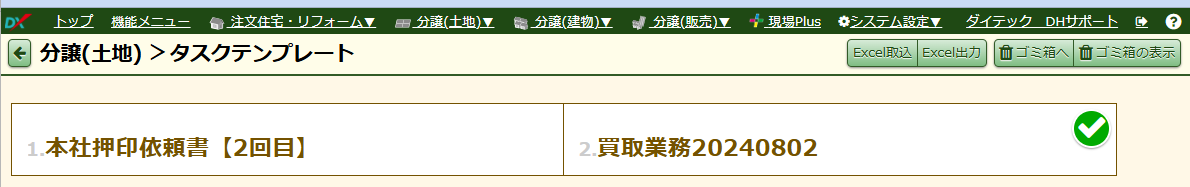 DX トップ 機能メニュー 注文住宅・リフォーム▼ 分譲(土地)▼ 分譲(建物)▼ 分譲(販売)▼ 現場Plus システム設定▼ ダイテック DHサポート ?
分譲(土地) ＞タスクテンプレート Excel取込 Excel出力 ゴミ箱へ ゴミ箱の表示
1.本社押印依頼書【2回目】 2.買取業務20240802